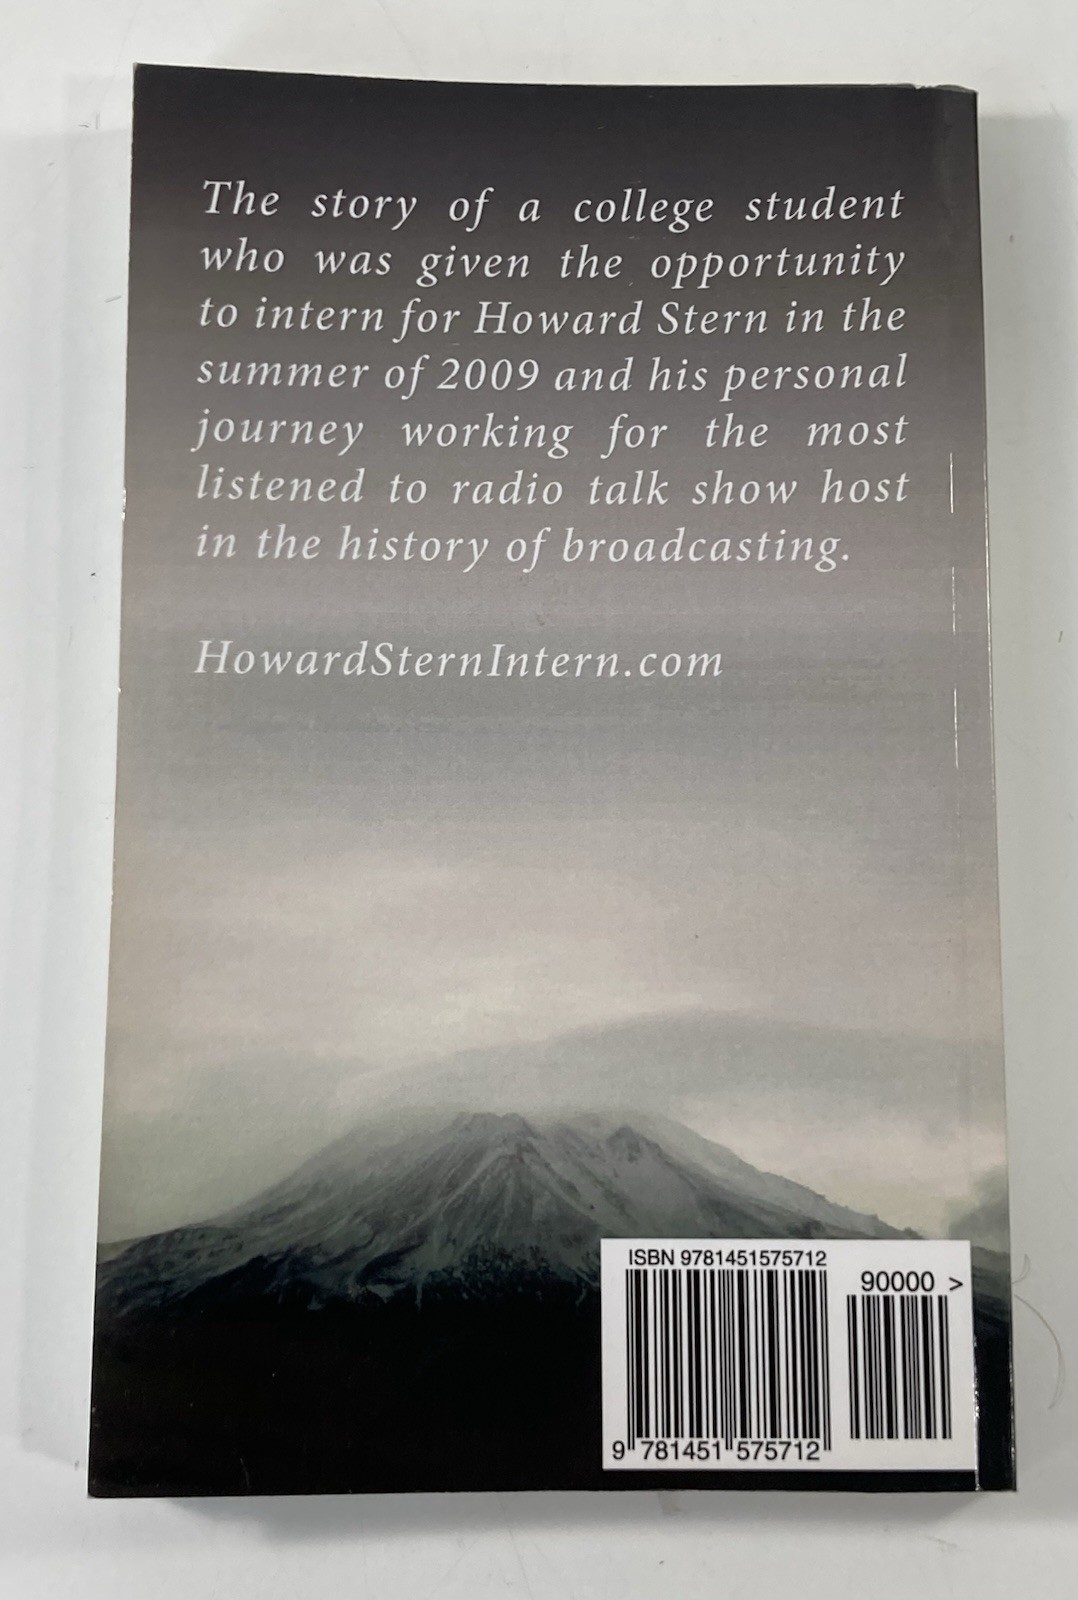 The story of a college student
who was given the opportunity
to intern for Howard Stern in the
summer of 2009 and his personal
journey working for the most
listened to radio talk show host
in the history of broadcasting.
HowardSternIntern.com
ISBN 9781451575712
90000 >
9 781451 575712